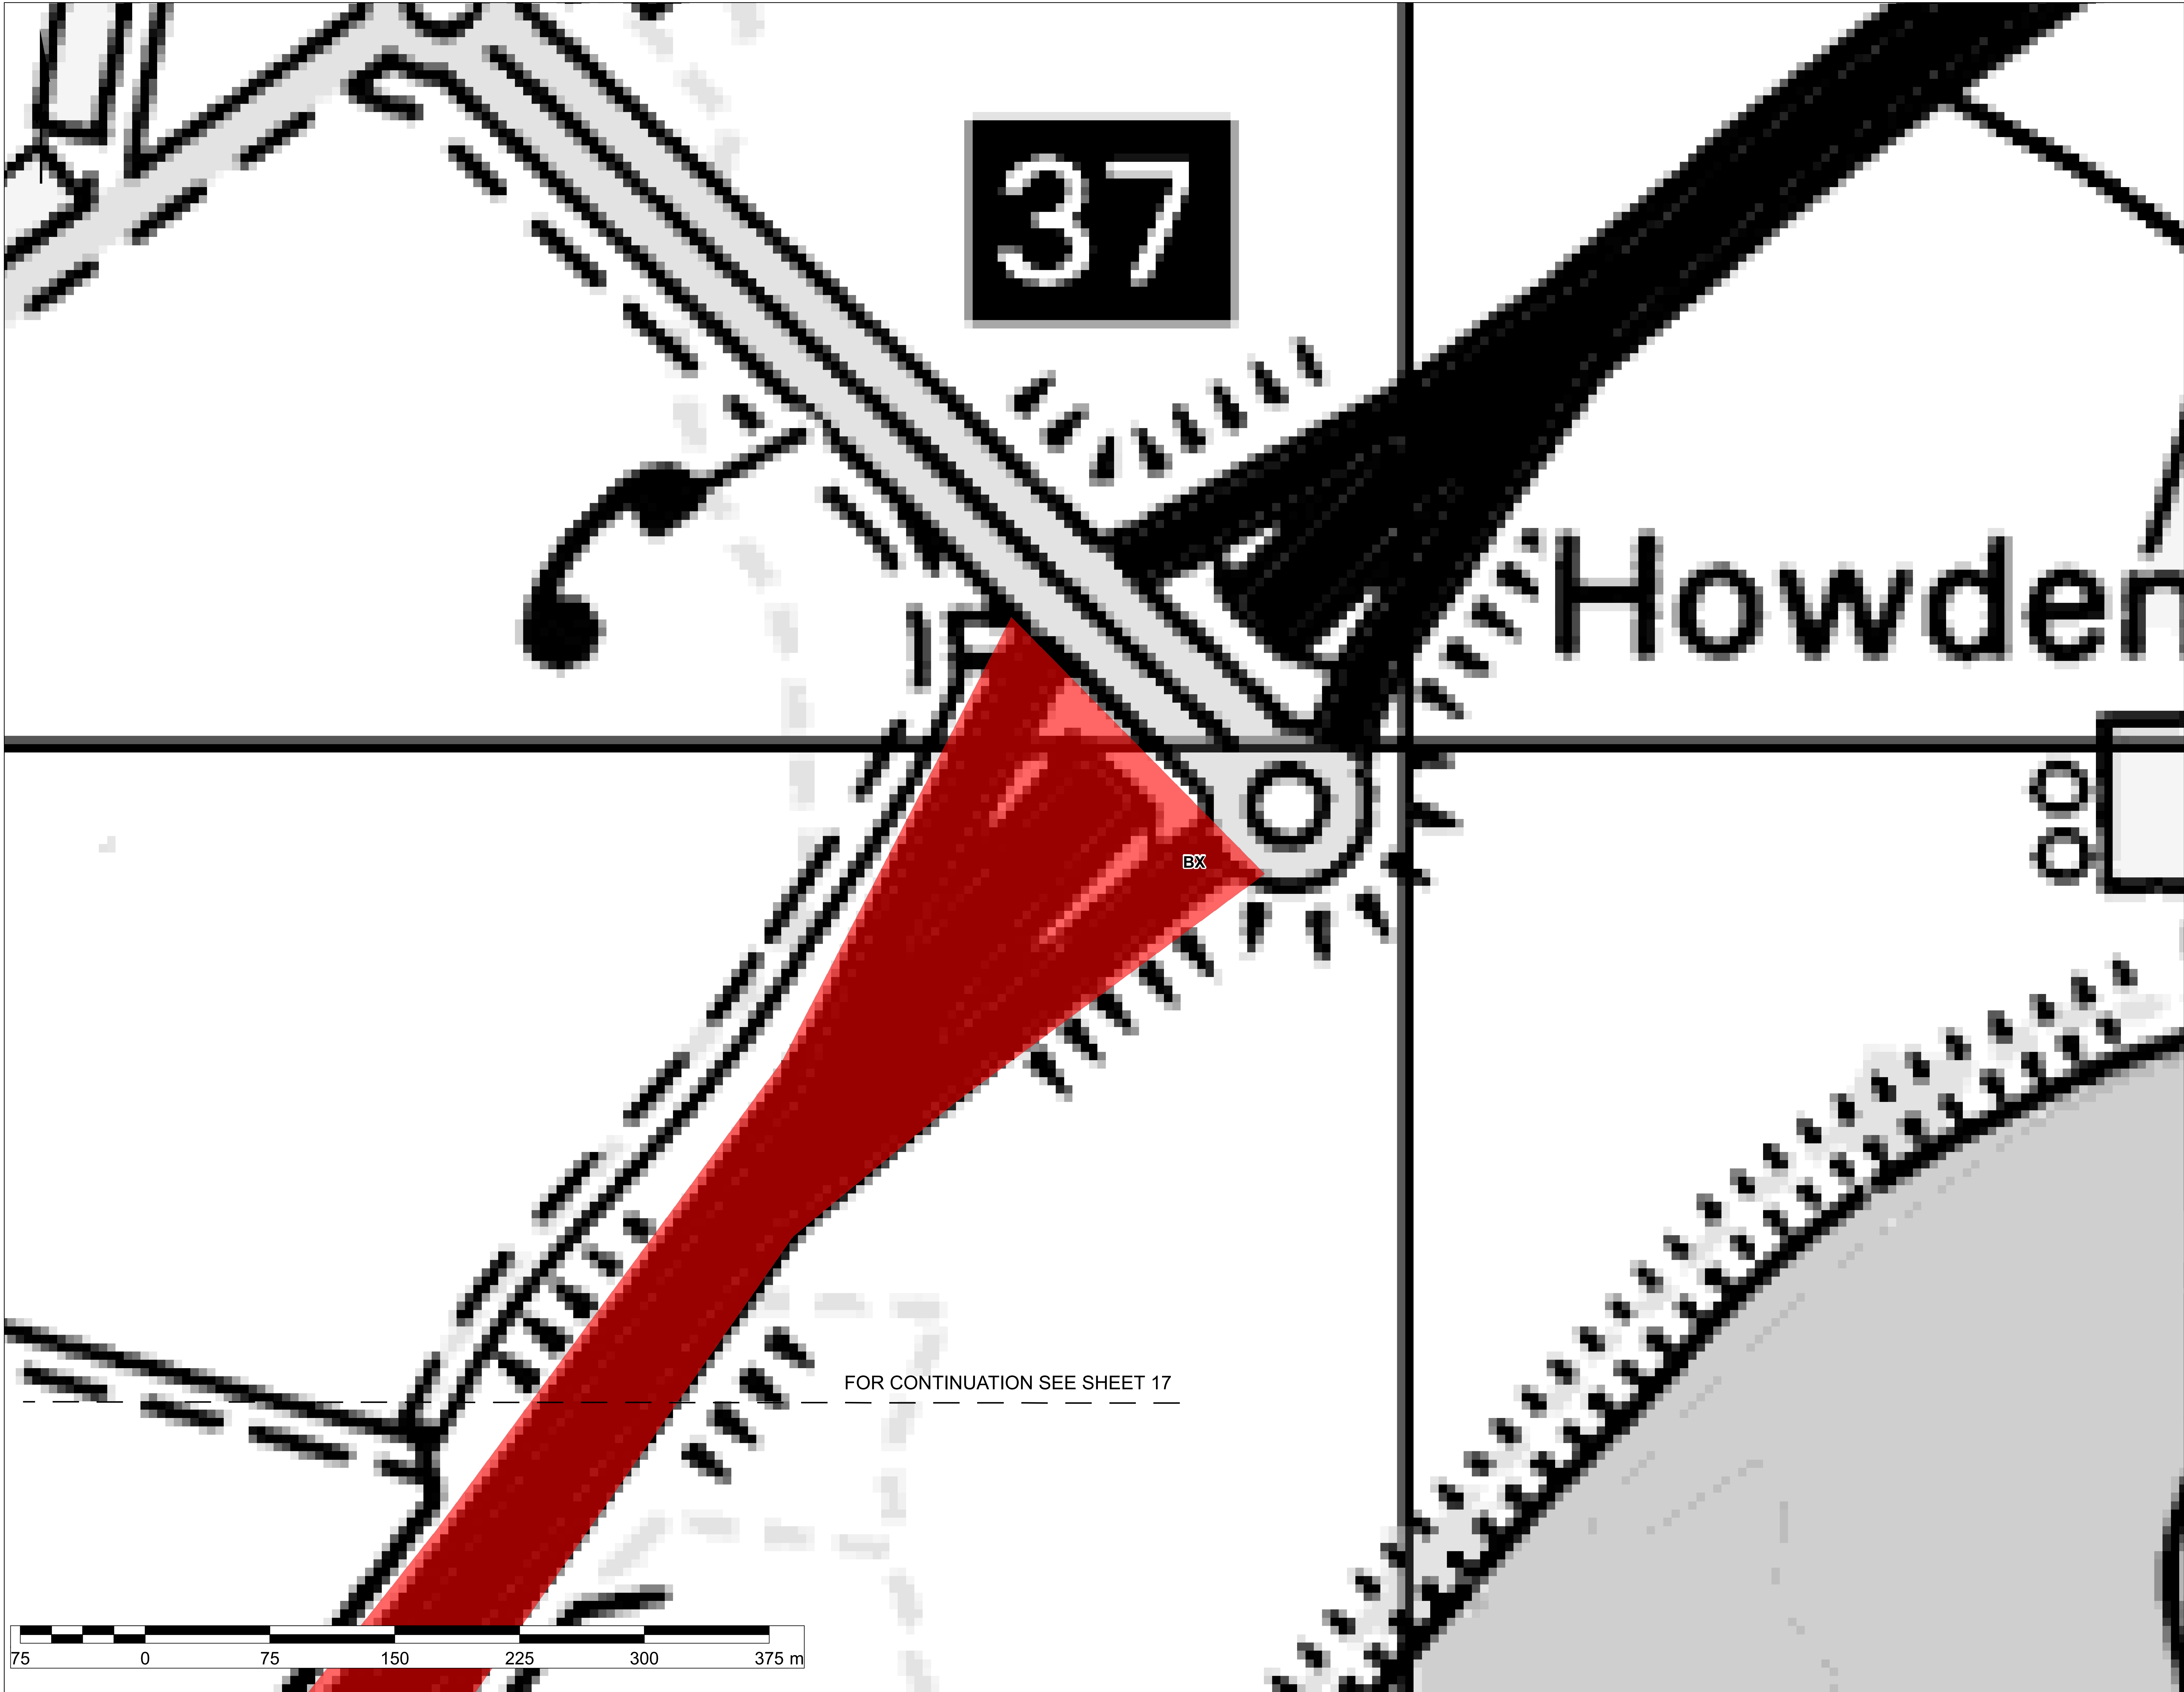 37
Howden
BX
FOR CONTINUATION SEE SHEET 17
75 0 75 150 225 300 375 m